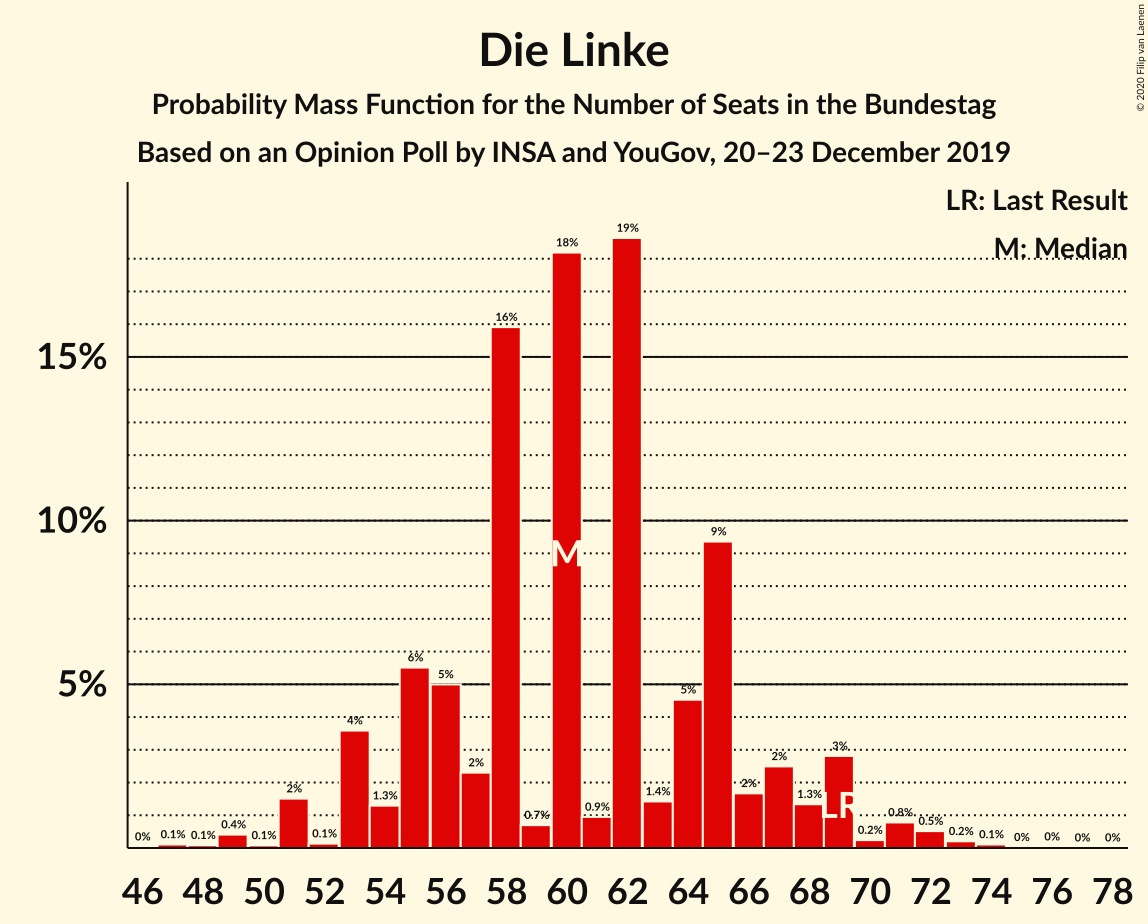 Die Linke
Probability Mass Function for the Number of Seats in the Bundestag
Based on an Opinion Poll by INSA and YouGov, 20–23 December 2019
© 2020 Filip van Laenen
LR: Last Result
M: Median
15%
10%
5%
0% 0.1% 0.1% 0.4% 0.1% 2% 0.1% 4% 1.3% 6% 5% 2% 16% 0.7% 18% 0.9% 19% 1.4% 5% 9% 2% 2% 1.3% 3% 0.2% 0.8% 0.5% 0.2% 0.1% 0% 0% 0% 0%
M
LR
46 48 50 52 54 56 58 60 62 64 66 68 70 72 74 76 78